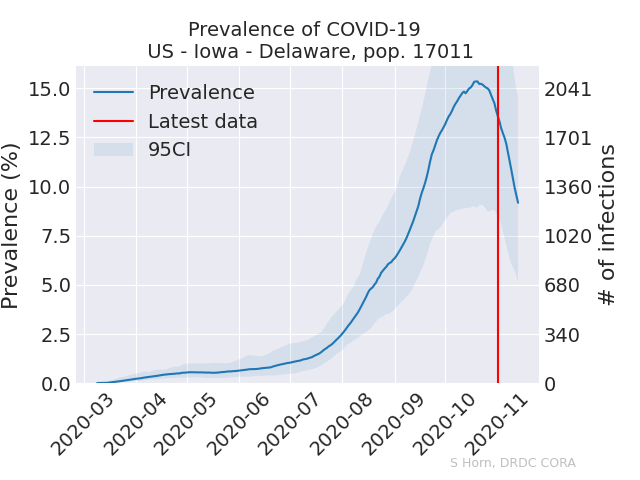 Prevalence of COVID-19
US - Iowa - Delaware, pop. 17011
Prevalence (%)
15.0
12.5
10.0
7.5
5.0
2.5
0.0
Prevalence
Latest data
95CI
2041
1701
1360
1020
680
340
0
# of infections
2020-03
2020-04
2020-05
2020-06
2020-07
2020-08
2020-09
2020-10
2020-11
S Horn, DRDC CORA